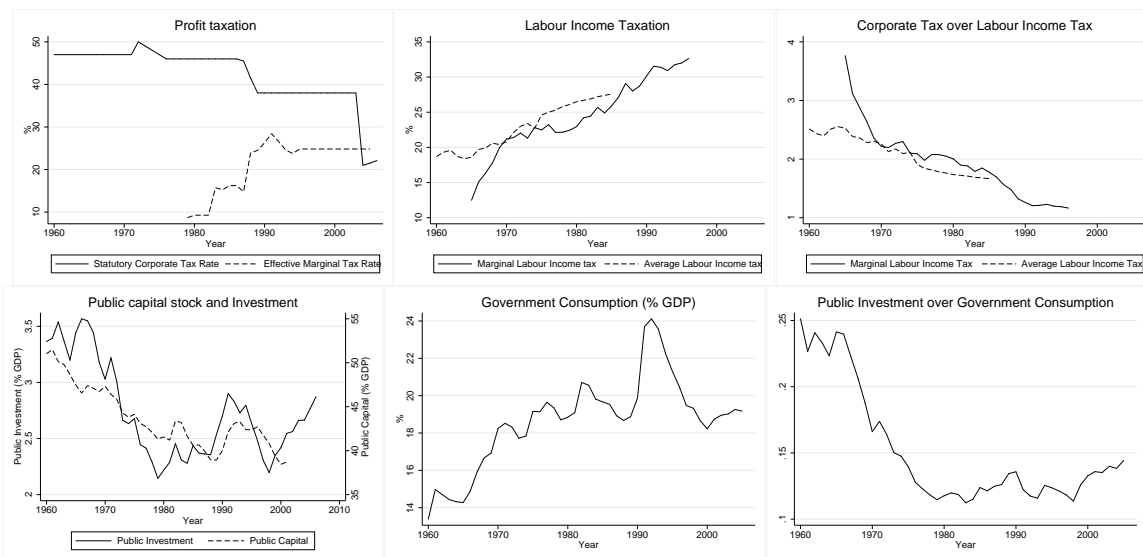 Profit taxation
50
40
30
%
20
10
1960 1970 1980 1990 2000
Year
Statutory Corporate Tax Rate Effective Marginal Tax Rate
Labour Income Taxation
35
30
25
%
20
15
10
1960 1970 1980 1990 2000
Year
Marginal Labour Income tax Average Labour Income tax
Corporate Tax over Labour Income Tax
4
3
2
1
1960 1970 1980 1990 2000
Year
Marginal Labour Income Tax Average Labour Income Tax
Public capital stock and Investment
Public Investment (% GDP)
3.5
3
2.5
2
Public Capital (% GDP)
55
50
45
40
35
1960 1970 1980 1990 2000 2010
Year
Public Investment Public Capital
Government Consumption (% GDP)
24
22
20
%
18
16
14
1960 1970 1980 1990 2000
Year
Public Investment over Government Consumption
.25
.2
.15
.1
1960 1970 1980 1990 2000
Year